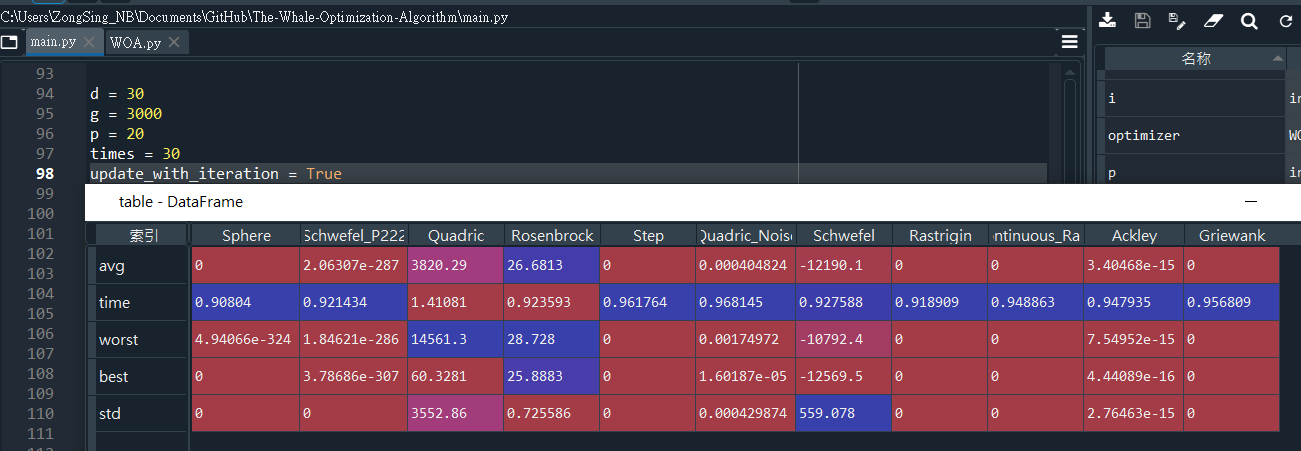 C:\Users\ZongSing_NB\Documents\GitHub\The-Whale-Optimization-Algorithm\main.py
main.py WOA.py
名称
93
94 d = 30
95 g = 3000
96 p = 20
97 times = 30
98 update_with_iteration = True
99
100
101
102
103
104
105
106
107
108
109
110
111
i in
optimizer WO
p in
table - DataFrame
索引 Sphere Schwefel_P222 Quadric Rosenbrock Step Quadric_Nois Schwefel Rastrigin ntinuous_Ra Ackley Griewank
avg 0 2.06307e-287 3820.29 26.6813 0 0.000404824 -12190.1 0 0 3.40468e-15 0
time 0.90804 0.921434 1.41081 0.923593 0.961764 0.968145 0.927588 0.918909 0.948863 0.947935 0.956809
worst 4.94066e-324 1.84621e-286 14561.3 28.728 0 0.00174972 -10792.4 0 0 7.54952e-15 0
best 0 3.78686e-307 60.3281 25.8883 0 1.60187e-05 -12569.5 0 0 4.44089e-16 0
std 0 0 3552.86 0.725586 0 0.000429874 559.078 0 0 2.76463e-15 0